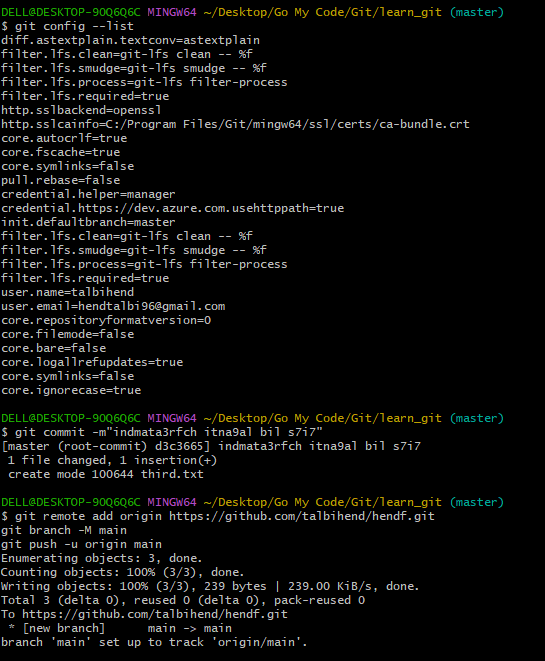 DELL@DESKTOP-90Q6Q6C MINGW64 ~/Desktop/Go My Code/Git/learn_git (master)
$ git config --list
diff.astextplain.textconv=astextplain
filter.lfs.clean=git-lfs clean -- %f
filter.lfs.smudge=git-lfs smudge -- %f
filter.lfs.process=git-lfs filter-process
filter.lfs.required=true
http.sslbackend=openssl
http.sslcainfo=C:/Program Files/Git/mingw64/ssl/certs/ca-bundle.crt
core.autocrlf=true
core.fscache=true
core.symlinks=false
pull.rebase=false
credential.helper=manager
credential.https://dev.azure.com.usehttppath=true
init.defaultbranch=master
filter.lfs.clean=git-lfs clean -- %f
filter.lfs.smudge=git-lfs smudge -- %f
filter.lfs.process=git-lfs filter-process
filter.lfs.required=true
user.name=talbihend
user.email=hendtalbi96@gmail.com
core.repositoryformatversion=0
core.filemode=false
core.bare=false
core.logallrefupdates=true
core.symlinks=false
core.ignorecase=true
DELL@DESKTOP-90Q6Q6C MINGW64 ~/Desktop/Go My Code/Git/learn_git (master)
$ git commit -m"indmata3rfch itna9al bil s7i7"
[master (root-commit) d3c3665] indmata3rfch itna9al bil s7i7
 1 file changed, 1 insertion(+)
 create mode 100644 third.txt
DELL@DESKTOP-90Q6Q6C MINGW64 ~/Desktop/Go My Code/Git/learn_git (master)
$ git remote add origin https://github.com/talbihend/hendf.git
git branch -M main
git push -u origin main
Enumerating objects: 3, done.
Counting objects: 100% (3/3), done.
Writing objects: 100% (3/3), 239 bytes | 239.00 KiB/s, done.
Total 3 (delta 0), reused 0 (delta 0), pack-reused 0
To https://github.com/talbihend/hendf.git
 * [new branch]      main -> main
branch 'main' set up to track 'origin/main'.